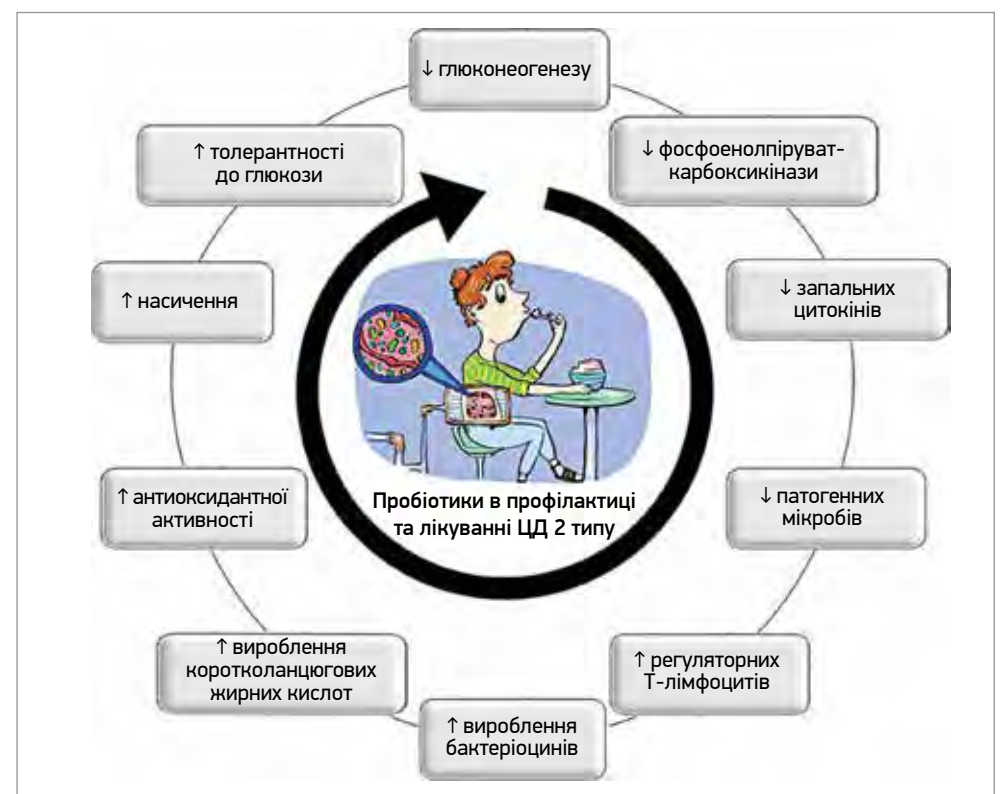 ↓ глюконеогенезу
↓ фосфоенолпіруват-
карбоксикінази
↓ запальних
цитокінів
↓ патогенних
мікробів
↑ регуляторних
Т-лімфоцитів
↑ вироблення
бактеріоцинів
↑ вироблення
коротколанцюгових
жирних кислот
↑ антиоксидантної
активності
↑ насичення
↑ толерантності
до глюкози
Пробіотики в профілактиці
та лікуванні ЦД 2 типу